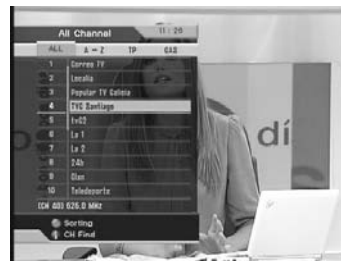 All Channel 11:20
ALL A-Z TP CAS
1 Correo TV
2 Localia
3 Popular TV Galicia
4 TVG Santiago
5 tv02
6 La 1
7 La 2
8 24h
9 Clan
10 Teledeporte
(CH 40) 626.0 MHz
Sorting
CH Find
dí